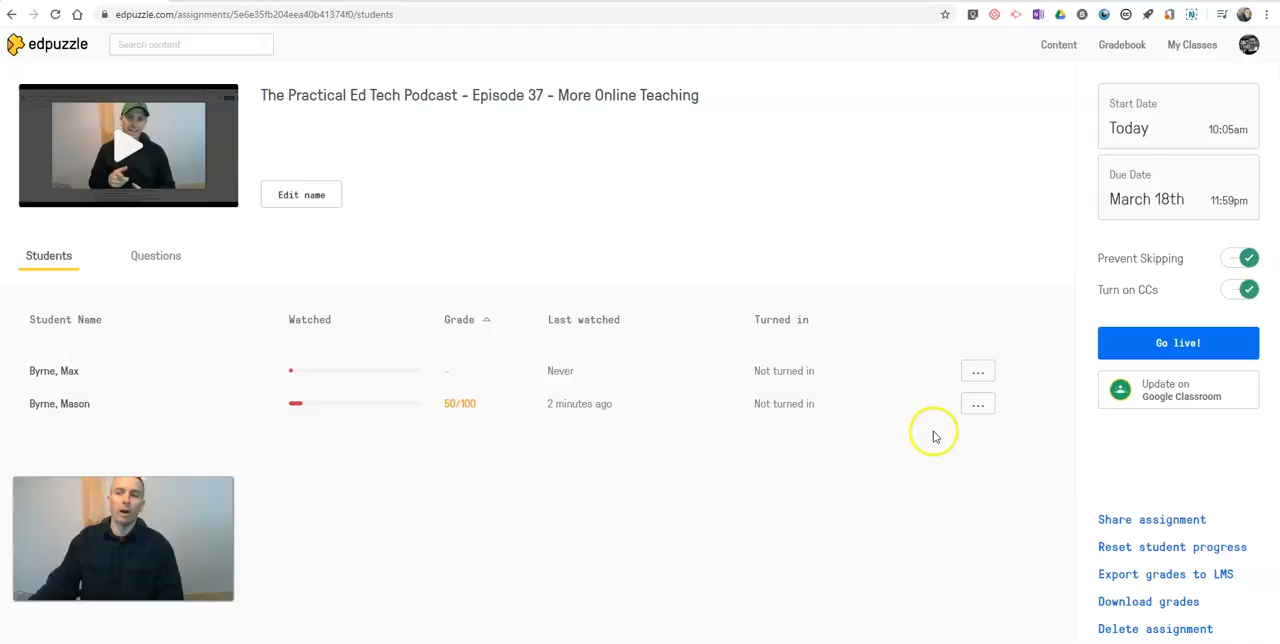 edpuzzle.com/assignments/5e6e35fb204eea40b41374f0/students
edpuzzle
Search content
Content
Gradebook
My Classes
The Practical Ed Tech Podcast - Episode 37 - More Online Teaching
Edit name
Start Date
Today 10:05am
Due Date
March 18th 11:59pm
Prevent Skipping
Turn on CCs
Go live!
Update on
Google Classroom
Students Questions
Student Name Watched Grade Last watched Turned in
Byrne, Max - Never Not turned in ...
Byrne, Mason 50/100 2 minutes ago Not turned in ...
Share assignment
Reset student progress
Export grades to LMS
Download grades
Delete assignment